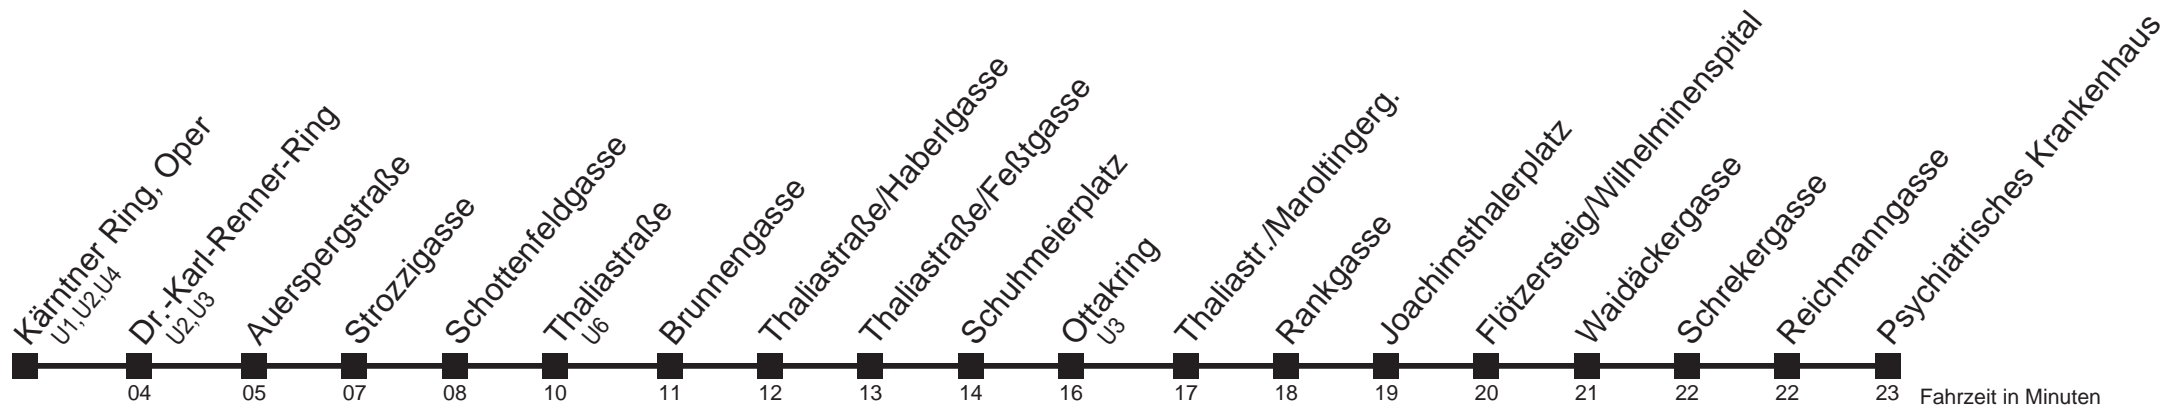 Kärntner Ring, Oper
U1, U2, U4
Dr.-Karl-Renner-Ring
U2, U3
Auerspergstraße
Strozzigasse
Schottenfeldgasse
Thaliastraße
U6
Brunnengasse
Thaliastraße/Haberlgasse
Thaliastraße/Feßtgasse
Schuhmeierplatz
Ottakring
U3
Thaliastr./Maroltingerg.
Rankgasse
Joachimsthalerplatz
Flötzersteig/Wilhelminenspital
Waidäckergasse
Schrekergasse
Reichmanngasse
Psychiatrisches Krankenhaus
04 05 07 08 10 11 12 13 14 16 17 18 19 20 21 22 22 23 Fahrzeit in Minuten